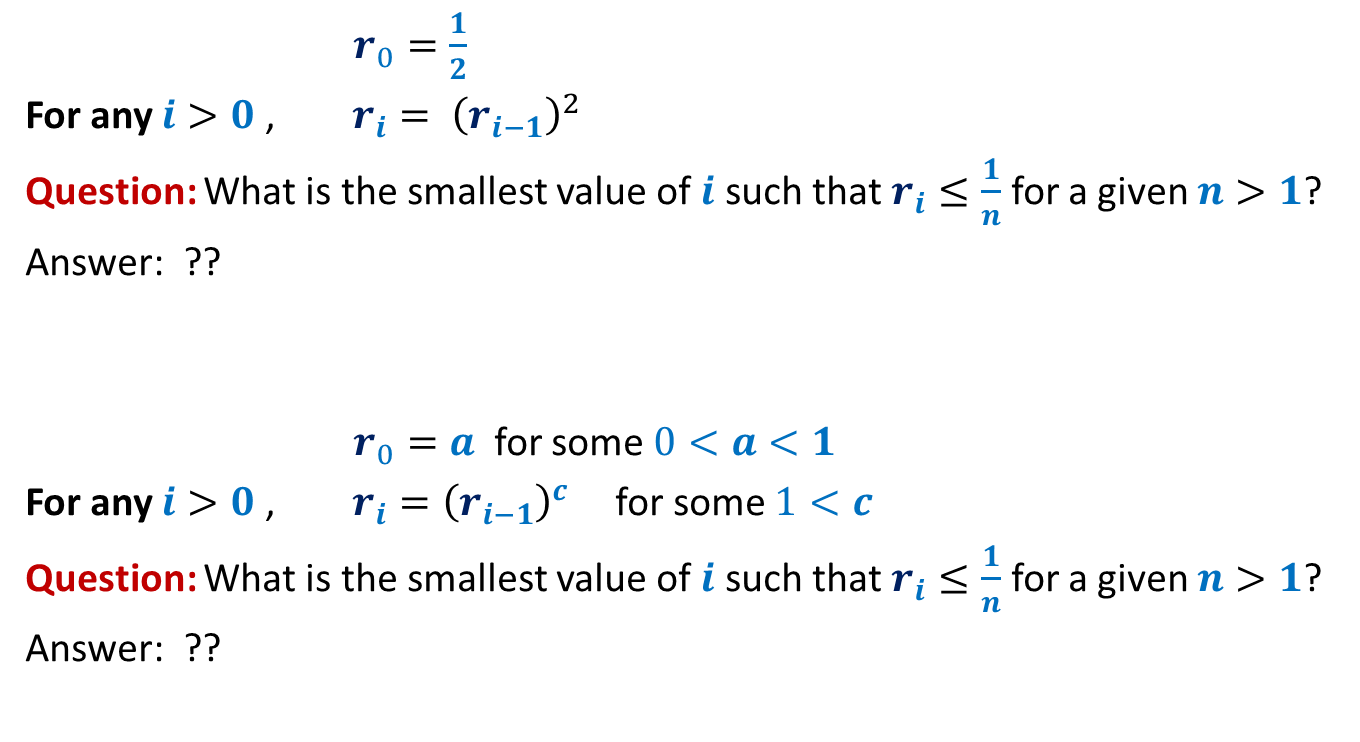 r₀ = 1/2
For any i > 0 , rᵢ = (rᵢ₋₁)²
Question: What is the smallest value of i such that rᵢ ≤ 1/n for a given n > 1?
Answer: ??
r₀ = a for some 0 < a < 1
For any i > 0 , rᵢ = (rᵢ₋₁)ᶜ for some 1 < c
Question: What is the smallest value of i such that rᵢ ≤ 1/n for a given n > 1?
Answer: ??